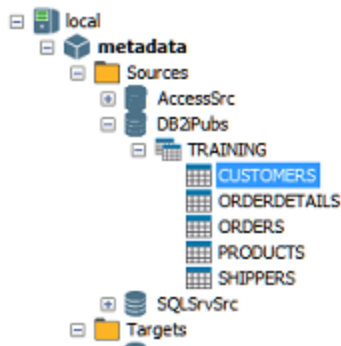 local
metadata
Sources
AccessSrc
DB2iPubs
TRAINING
CUSTOMERS
ORDERDETAILS
ORDERS
PRODUCTS
SHIPPERS
SQLSrvSrc
Targets